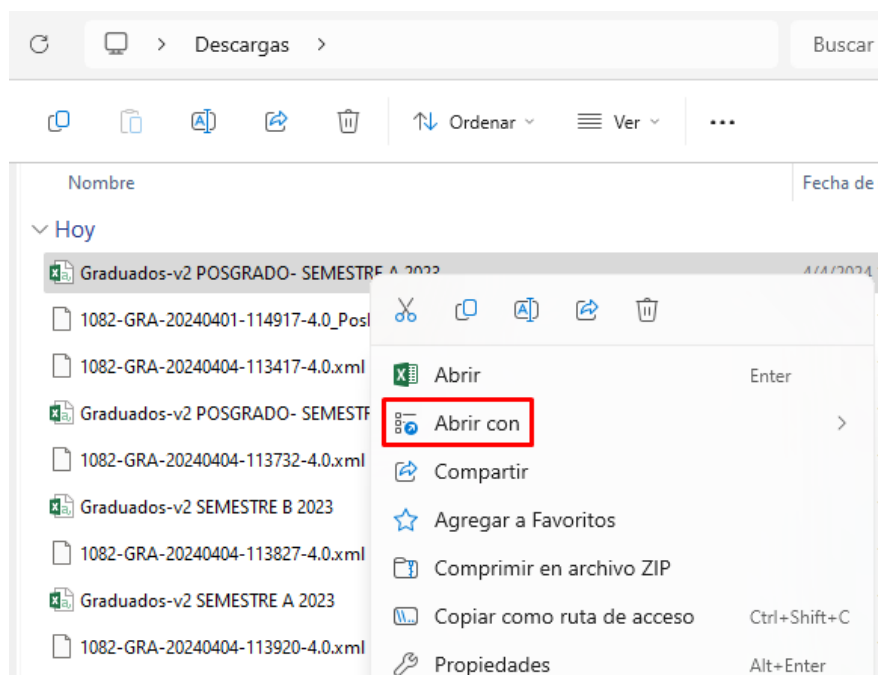 Descargas
Buscar
Ordenar
Ver
Nombre
Fecha de
Hoy
Graduados-v2 POSGRADO- SEMESTRE A 2023
4/4/2024
1082-GRA-20240401-114917-4.0_Posl
1082-GRA-20240404-113417-4.0.xml
Abrir
Enter
Graduados-v2 POSGRADO- SEMEST
Abrir con
1082-GRA-20240404-113732-4.0.xml
Compartir
Graduados-v2 SEMESTRE B 2023
Agregar a Favoritos
1082-GRA-20240404-113827-4.0.xml
Comprimir en archivo ZIP
Graduados-v2 SEMESTRE A 2023
Copiar como ruta de acceso
Ctrl+Shift+C
1082-GRA-20240404-113920-4.0.xml
Propiedades
Alt+Enter